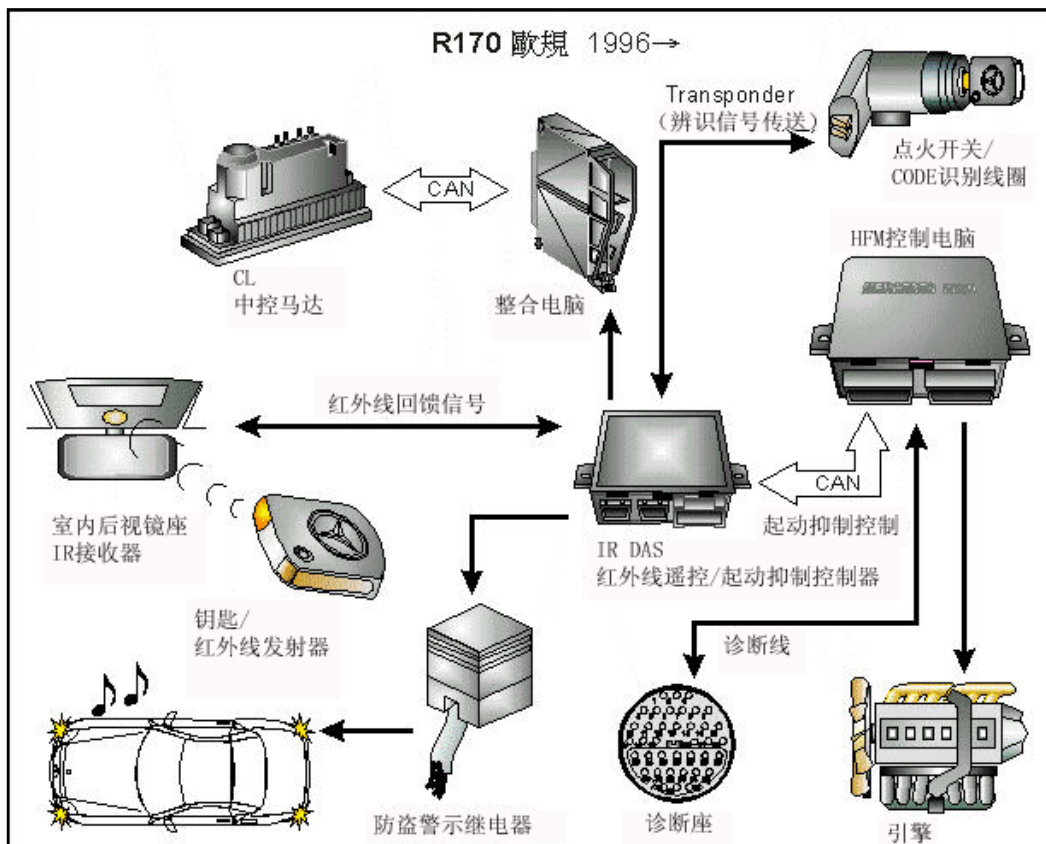 R170 歐規 1996→
Transponder
(辨识信号传送)
点火开关/
CODE识别线圈
CAN
HFM控制电脑
CL
中控马达
整合电脑
红外线回馈信号
CAN
室内后视镜座
IR接收器
起动抑制控制
IR DAS
红外线遥控/起动抑制控制器
钥匙/
红外线发射器
诊断线
防盗警示继电器
诊断座
引擎